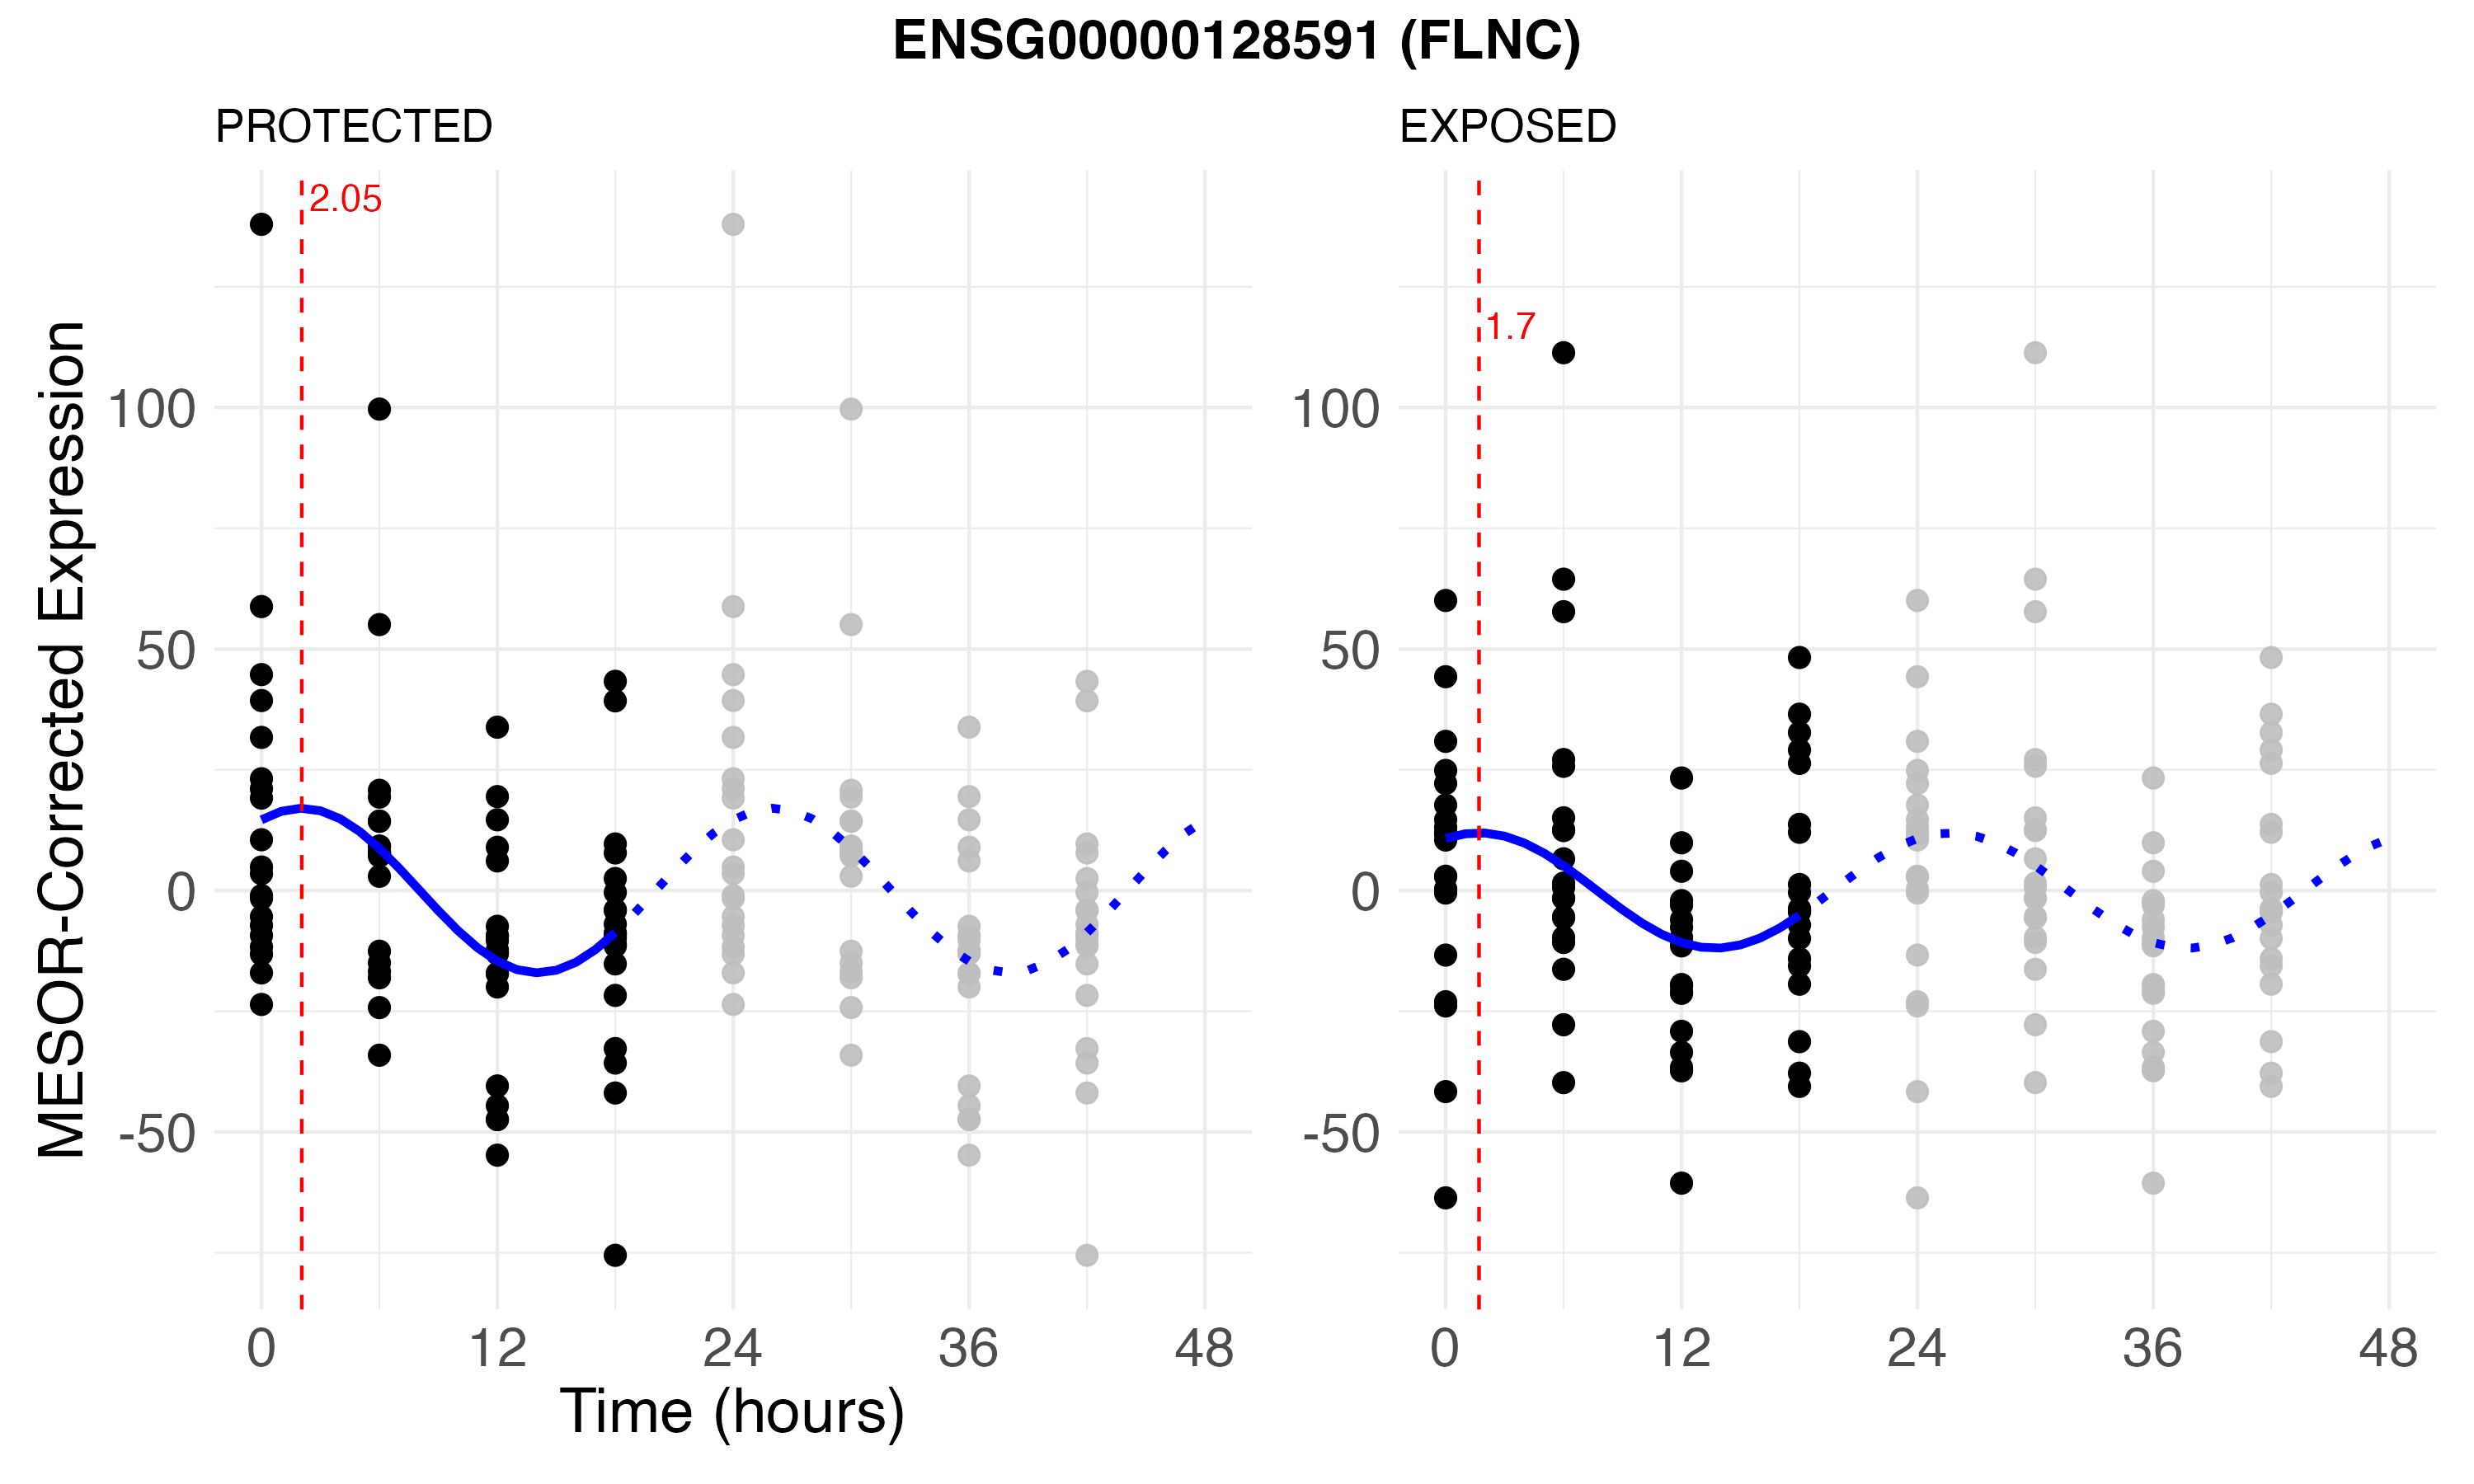 ENSG00000128591 (FLNC)
PROTECTED
EXPOSED
2.05
1.7
MESOR-Corrected Expression
100
50
0
-50
100
50
0
-50
0 12 24 36 48
0 12 24 36 48
Time (hours)